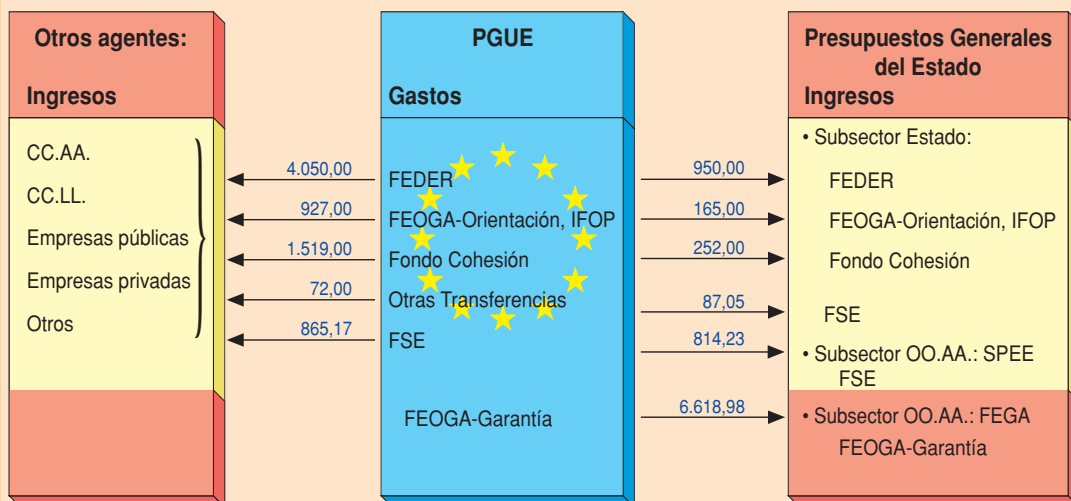 Otros agentes:
Ingresos
CC.AA.
CC.LL.
Empresas públicas
Empresas privadas
Otros
4.050,00
927,00
1.519,00
72,00
865,17
PGUE
Gastos
FEDER
FEOGA-Orientación, IFOP
Fondo Cohesión
Otras Transferencias
FSE
FEOGA-Garantía
950,00
165,00
252,00
87,05
814,23
6.618,98
Presupuestos Generales
del Estado
Ingresos
• Subsector Estado:
FEDER
FEOGA-Orientación, IFOP
Fondo Cohesión
FSE
• Subsector OO.AA.: SPEE
FSE
• Subsector OO.AA.: FEGA
FEOGA-Garantía